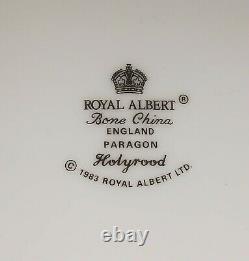 ROYAL ALBERT ®
Bone China
ENGLAND
PARAGON
Holyrood
© 1983 ROYAL ALBERT LTD.